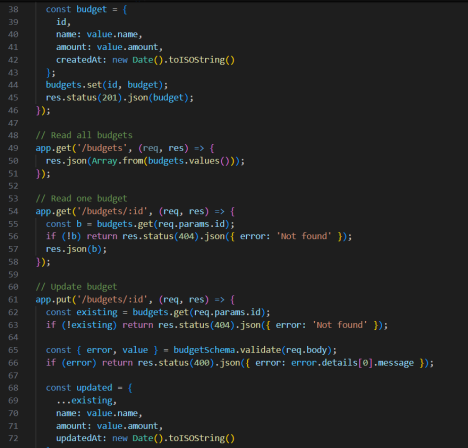 38 const budget = {
39 id,
40 name: value.name,
41 amount: value.amount,
42 createdAt: new Date().toISOString()
43 };
44 budgets.set(id, budget);
45 res.status(201).json(budget);
46 });
47
48 // Read all budgets
49 app.get('/budgets', (req, res) => {
50 res.json(Array.from(budgets.values()));
51 });
52
53 // Read one budget
54 app.get('/budgets/:id', (req, res) => {
55 const b = budgets.get(req.params.id);
56 if (!b) return res.status(404).json({ error: 'Not found' });
57 res.json(b);
58 });
59
60 // Update budget
61 app.put('/budgets/:id', (req, res) => {
62 const existing = budgets.get(req.params.id);
63 if (!existing) return res.status(404).json({ error: 'Not found' });
64
65 const { error, value } = budgetSchema.validate(req.body);
66 if (error) return res.status(400).json({ error: error.details[0].message });
67
68 const updated = {
69 ...existing,
70 name: value.name,
71 amount: value.amount,
72 updatedAt: new Date().toISOString()